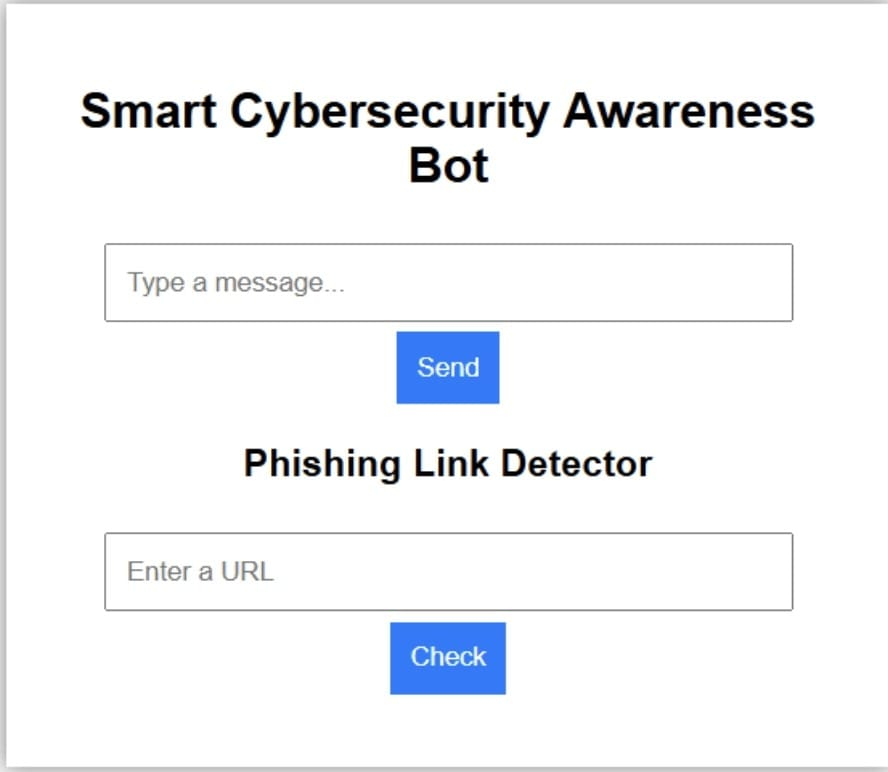 Smart Cybersecurity Awareness
Bot
Type a message...
Send
Phishing Link Detector
Enter a URL
Check